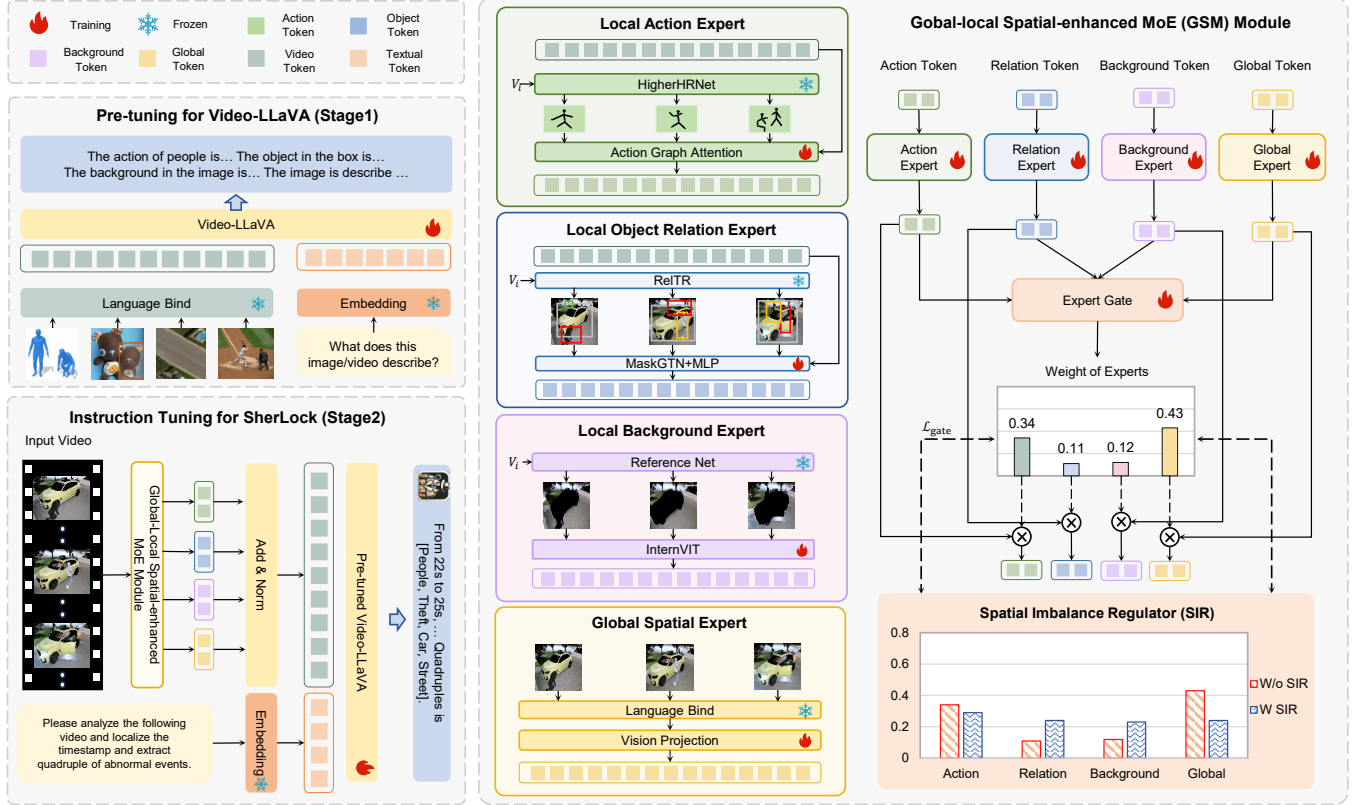 Training
Frozen
Action
Token
Object
Token
Background
Token
Global
Token
Video
Token
Textual
Token
Pre-tuning for Video-LLaVA (Stage1)
The action of people is… The object in the box is…
The background in the image is… The image is describe …
Video-LLaVA
Language Bind
Embedding
What does this
image/video describe?
Instruction Tuning for SherLock (Stage2)
Input Video
Global-Local Spatial-enhanced
MoE Module
Add & Norm
Pre-tuned Video-LLaVA
From 22s to 25s, … Quadruples is
[People, Theft, Car, Street].
Please analyze the following
video and localize the
timestamp and extract
quadruple of abnormal events.
Embedding
Local Action Expert
V_i
HigherHRNet
Action Graph Attention
Local Object Relation Expert
V_i
RelTR
MaskGTN+MLP
Local Background Expert
V_i
Reference Net
InternVIT
Global Spatial Expert
Language Bind
Vision Projection
Gobal-local Spatial-enhanced MoE (GSM) Module
Action Token
Relation Token
Background Token
Global Token
Action
Expert
Relation
Expert
Background
Expert
Global
Expert
Expert Gate
Weight of Experts
ℒgate
0.34
0.11
0.12
0.43
Spatial Imbalance Regulator (SIR)
0.8
0.6
0.4
0.2
0
W/o SIR
W SIR
Action
Relation
Background
Global